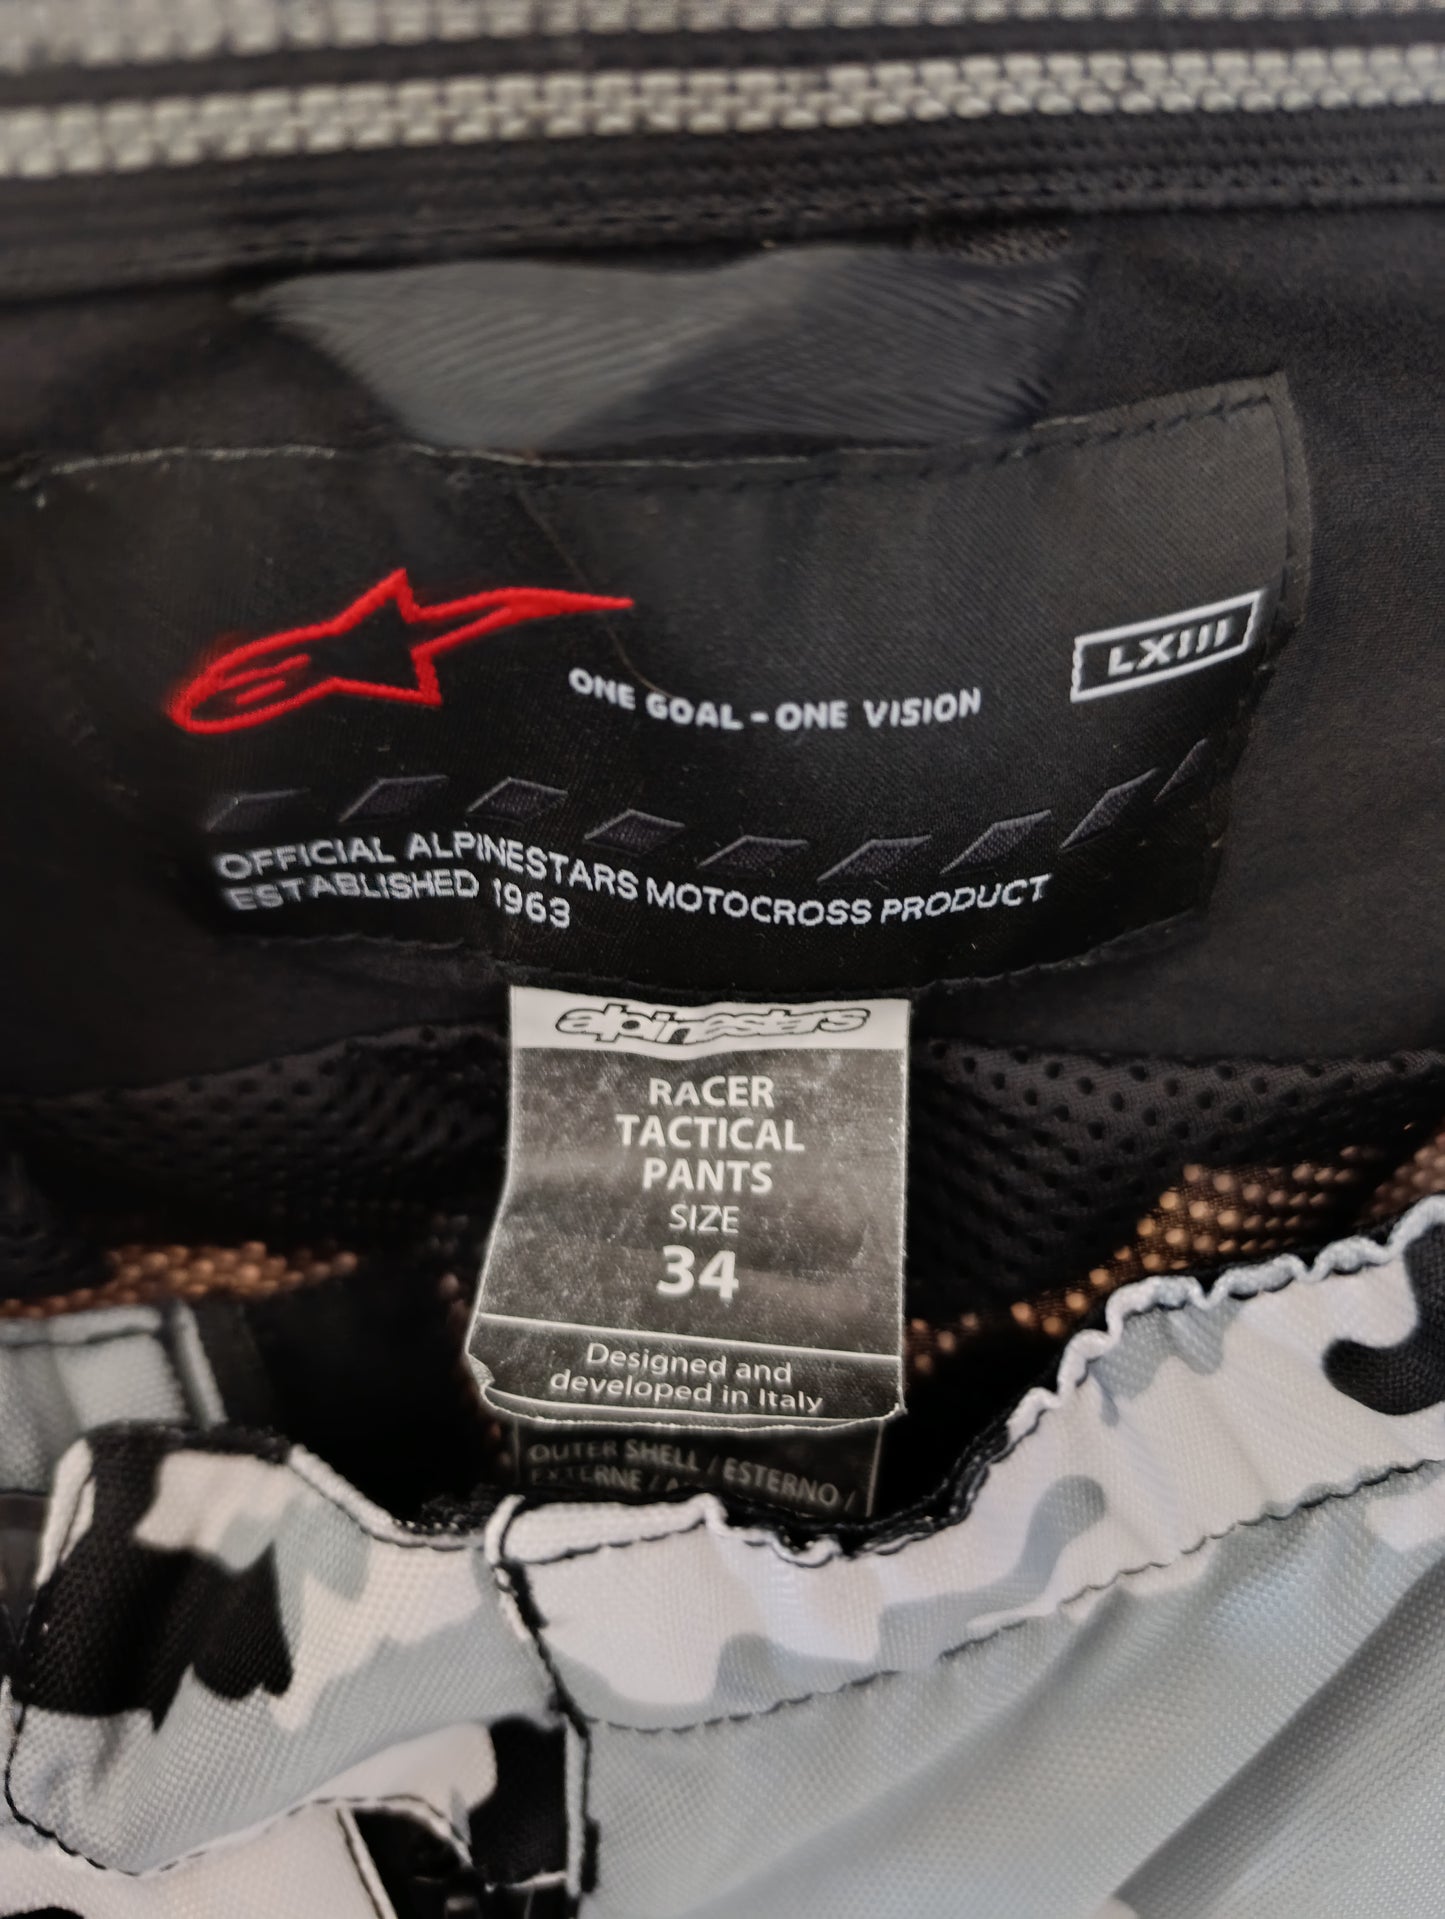 ONE GOAL - ONE VISION
LXIII
OFFICIAL ALPINESTARS MOTOCROSS PRODUCT
ESTABLISHED 1963
alpinestars
RACER
TACTICAL
PANTS
SIZE
34
Designed and
developed in Italy
OUTER SHELL / ESTERNO /
EXTERNE /